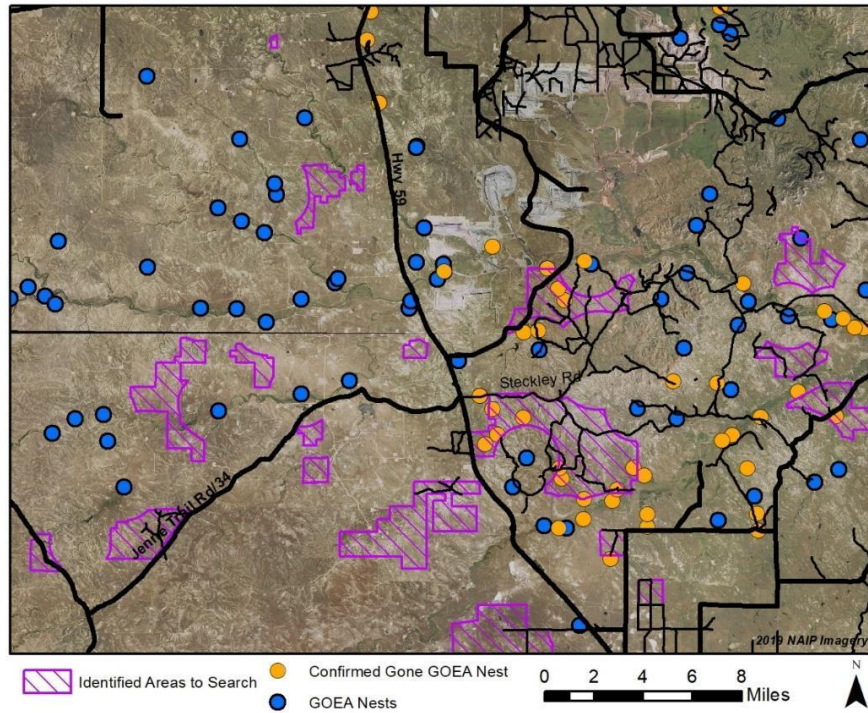 Hwy 59
Steckley Rd
Jenne Trail Rd/34
2019 NAIP Imagery
Identified Areas to Search
Confirmed Gone GOEA Nest
GOEA Nests
0 2 4 6 8
Miles
N